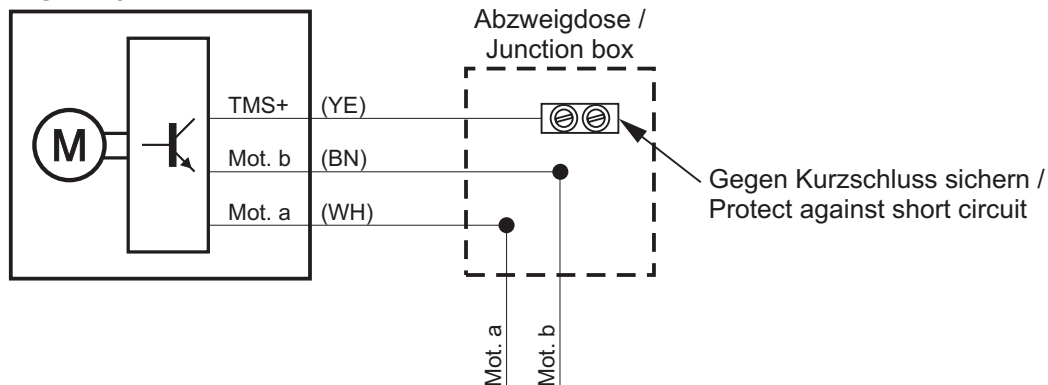 Abzweigdose /
Junction box
M
TMS+ (YE)
Mot. b (BN)
Mot. a (WH)
Gegen Kurzschluss sichern /
Protect against short circuit
Mot. a
Mot. b